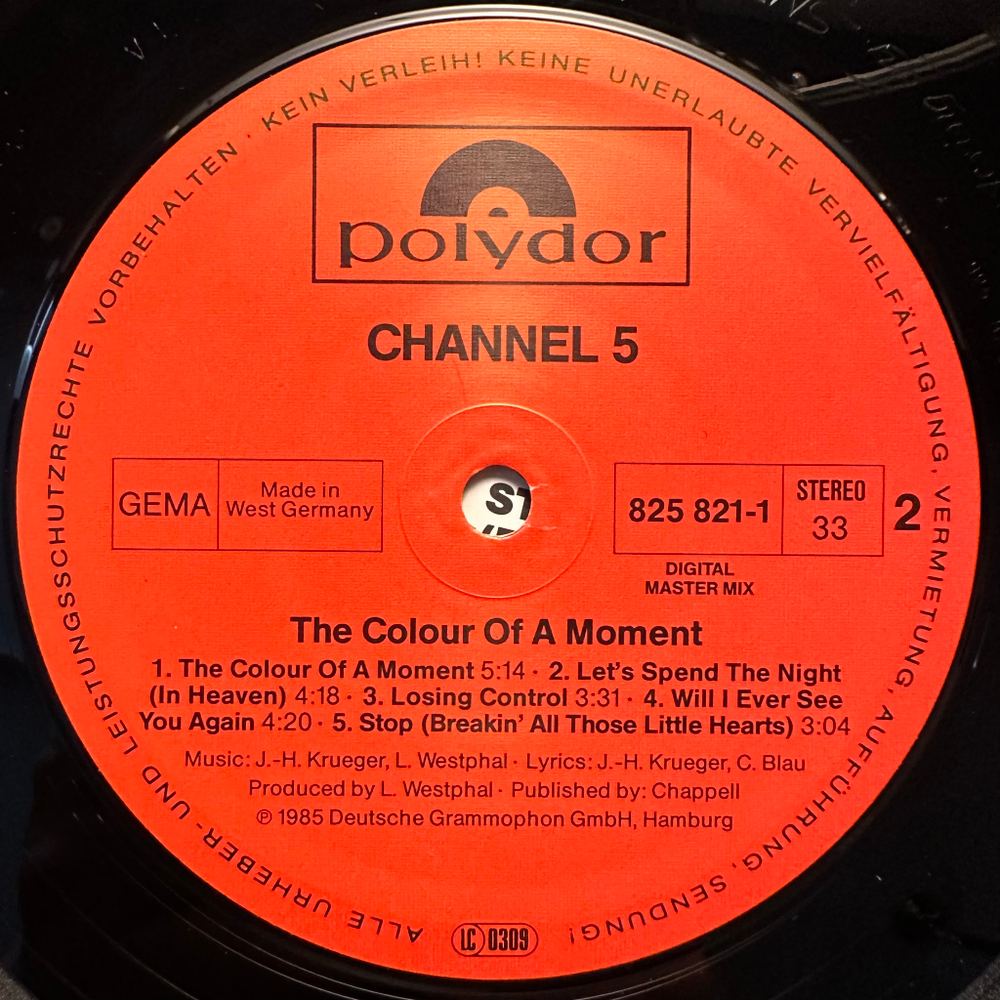 ALLE URHEBER- UND LEISTUNGSSCHUTZRECHTE VORBEHALTEN · KEIN VERLEIH! KEINE UNERLAUBTE VERVIELFÄLTIGUNG, VERMIETUNG, AUFFÜHRUNG, SENDUNG!
polydor
CHANNEL 5
GEMA
Made in
West Germany
825 821-1
STEREO
33
2
DIGITAL
MASTER MIX
The Colour Of A Moment
1. The Colour Of A Moment 5:14 · 2. Let's Spend The Night
(In Heaven) 4:18 · 3. Losing Control 3:31 · 4. Will I Ever See
You Again 4:20 · 5. Stop (Breakin' All Those Little Hearts) 3:04
Music: J.-H. Krueger, L. Westphal · Lyrics: J.-H. Krueger, C. Blau
Produced by L. Westphal · Published by: Chappell
℗ 1985 Deutsche Grammophon GmbH, Hamburg
LC 0309